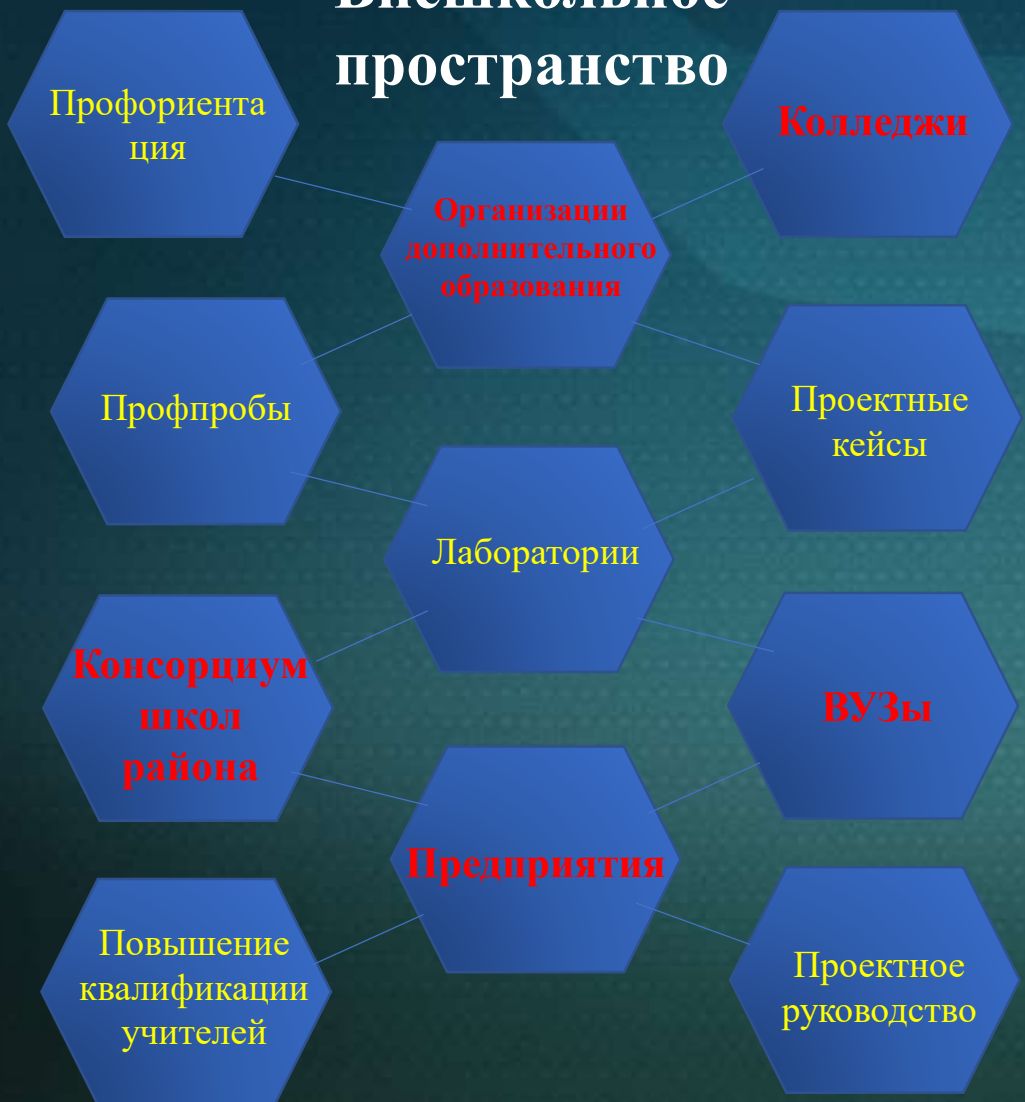 Внешкольное
пространство
Профориента
ция
Колледжи
Организации
дополнительного
образования
Профпробы
Проектные
кейсы
Лаборатории
Консорциум
школ
района
ВУЗы
Предприятия
Повышение
квалификации
учителей
Проектное
руководство